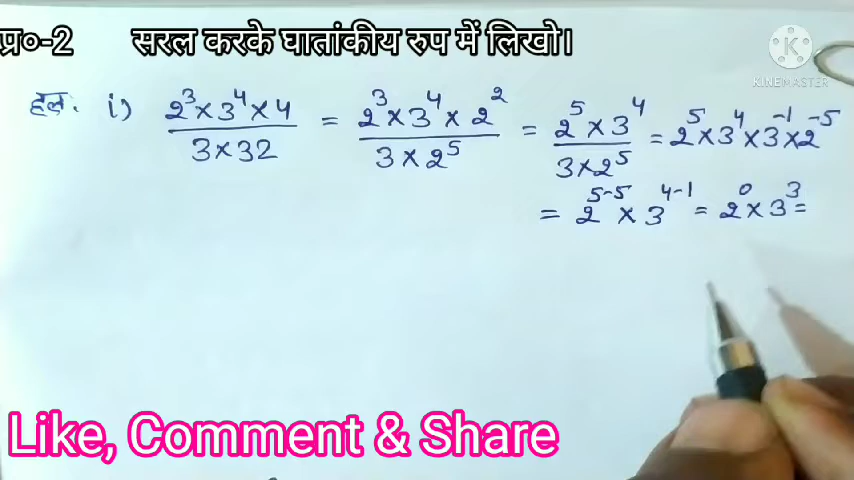 प्र०-2 सरल करके घातांकीय रुप में लिखो।
KINEMASTER
हल. i) (2³×3⁴×4)/(3×32) = (2³×3⁴×2²)/(3×2⁵) = (2⁵×3⁴)/(3×2⁵) = 2⁵×3⁴×3⁻¹×2⁻⁵
= 2⁵⁻⁵ × 3⁴⁻¹ = 2⁰×3³ =
Like, Comment & Share